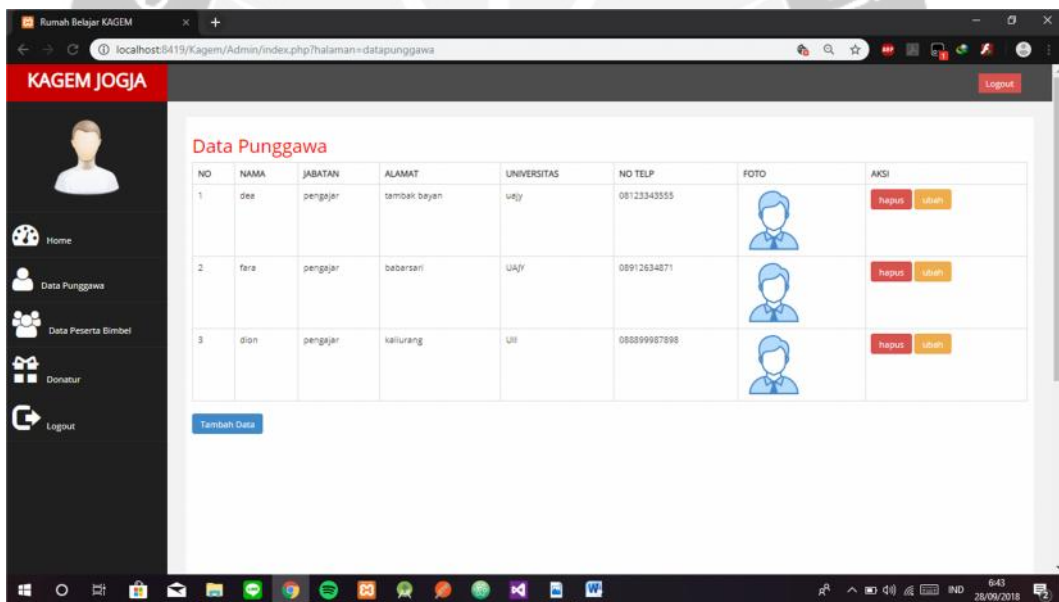 Rumah Belajar KAGEM
localhost:8419/Kagem/Admin/index.php?halaman=datapunggawa
KAGEM JOGJA
Logout
Data Punggawa
NO NAMA JABATAN ALAMAT UNIVERSITAS NO TELP FOTO AKSI
1 dea pengajar tambak bayan uajy 08123343555 hapus ubah
2 fara pengajar babarsari UAJY 08912634871 hapus ubah
3 dion pengajar kaliurang UII 088899987898 hapus ubah
Tambah Data
Home
Data Punggawa
Data Peserta Bimbel
Donatur
Logout
IND
6:43
28/09/2018